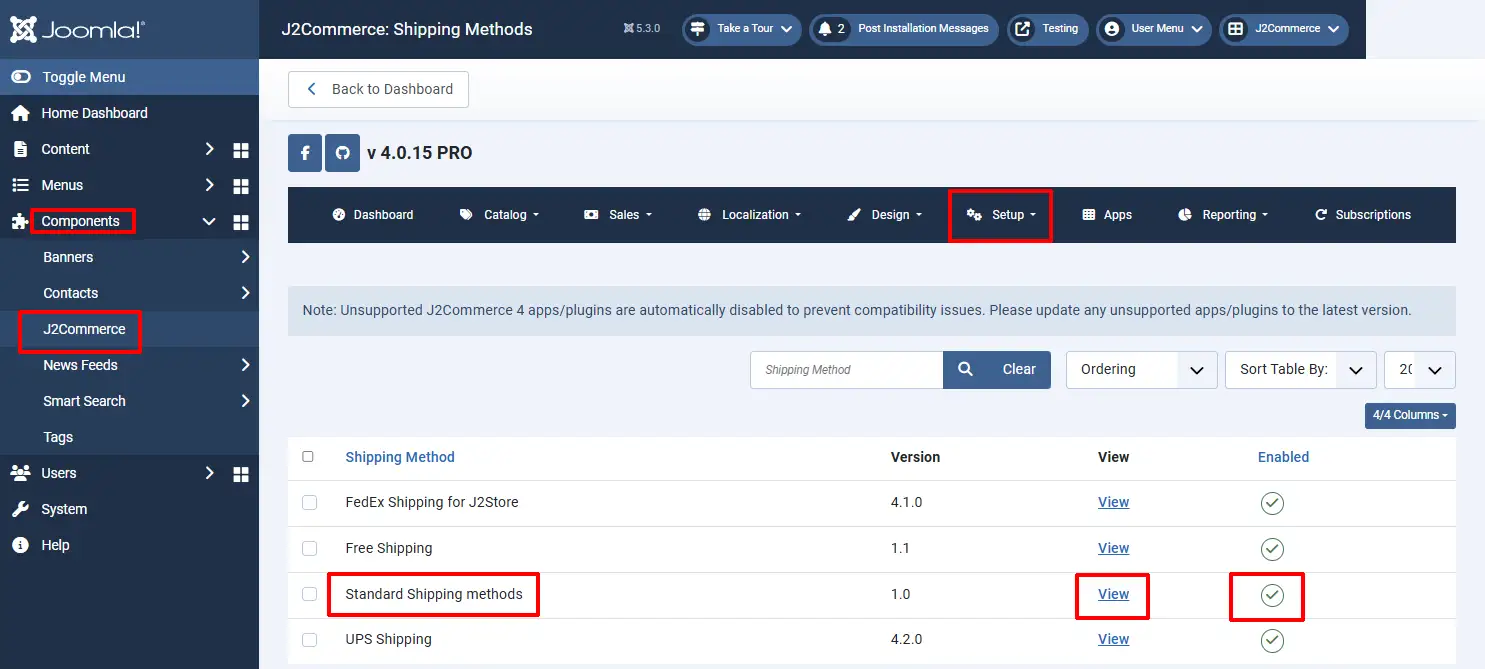 Joomla!
J2Commerce: Shipping Methods
5.3.0
Take a Tour
2 Post Installation Messages
Testing
User Menu
J2Commerce
Toggle Menu
Home Dashboard
Content
Menus
Components
Banners
Contacts
J2Commerce
News Feeds
Smart Search
Tags
Users
System
Help
Back to Dashboard
v 4.0.15 PRO
Dashboard Catalog Sales Localization Design Setup Apps Reporting Subscriptions
Note: Unsupported J2Commerce 4 apps/plugins are automatically disabled to prevent compatibility issues. Please update any unsupported apps/plugins to the latest version.
Shipping Method Clear Ordering Sort Table By:
4/4 Columns
Shipping Method Version View Enabled
FedEx Shipping for J2Store 4.1.0 View
Free Shipping 1.1 View
Standard Shipping methods 1.0 View
UPS Shipping 4.2.0 View